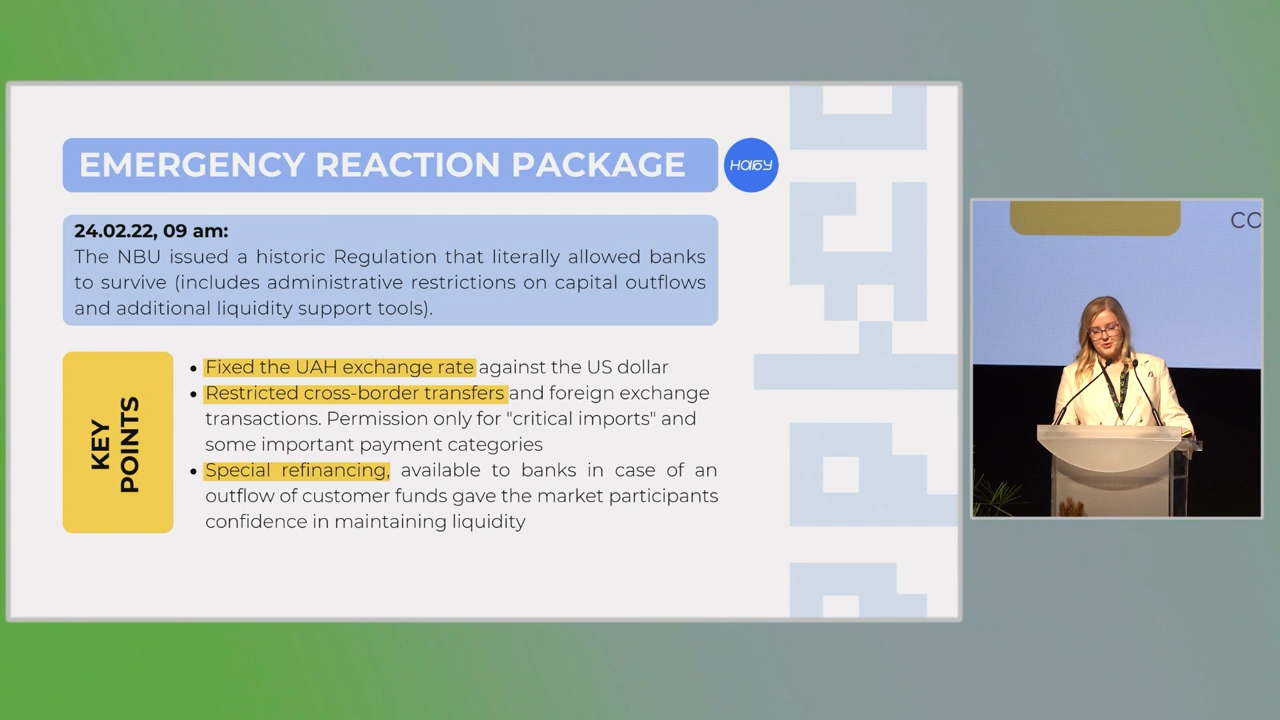 EMERGENCY REACTION PACKAGE
24.02.22, 09 am:
The NBU issued a historic Regulation that literally allowed banks
to survive (includes administrative restrictions on capital outflows
and additional liquidity support tools).
KEY
POINTS
• Fixed the UAH exchange rate against the US dollar
• Restricted cross-border transfers and foreign exchange
transactions. Permission only for "critical imports" and
some important payment categories
• Special refinancing, available to banks in case of an
outflow of customer funds gave the market participants
confidence in maintaining liquidity
CO